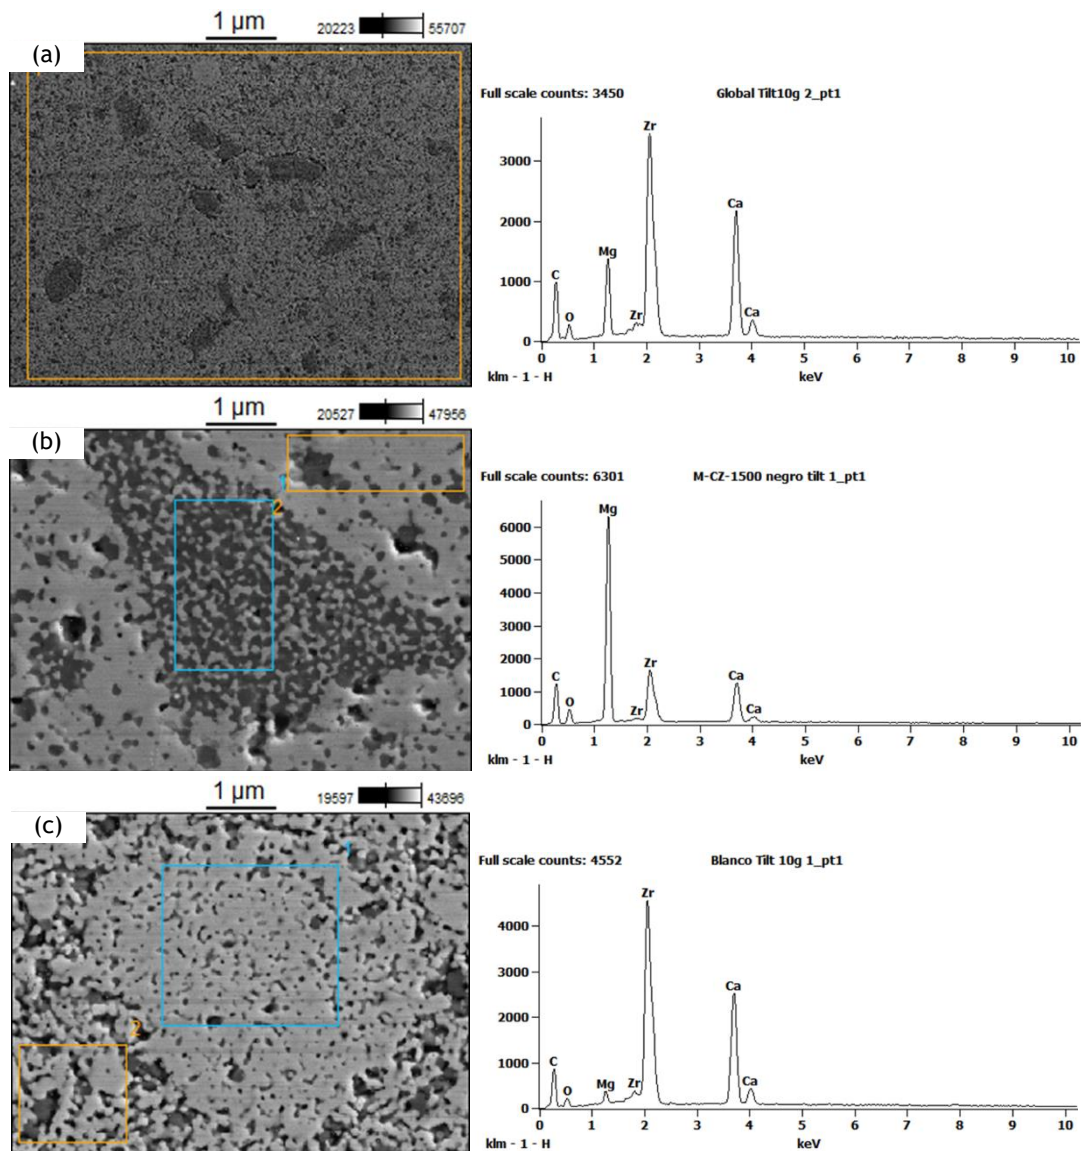 1 μm
20223 55707
(a)
Full scale counts: 3450 Global Tilt10g 2_pt1
Zr
3000
Ca
2000
Mg
C
1000
O
Zr
Ca
0
0 1 2 3 4 5 6 7 8 9 10
klm - 1 - H keV
1 μm
20527 47956
(b)
1
2
Full scale counts: 6301 M-CZ-1500 negro tilt 1_pt1
Mg
6000
5000
4000
3000
2000
Zr
C
Ca
1000
O
Zr
Ca
0
0 1 2 3 4 5 6 7 8 9 10
klm - 1 - H keV
1 μm
19597 43696
(c)
1
2
Full scale counts: 4552 Blanco Tilt 10g 1_pt1
Zr
4000
3000
Ca
2000
C
1000
O
Mg
Zr
Ca
0
0 1 2 3 4 5 6 7 8 9 10
klm - 1 - H keV